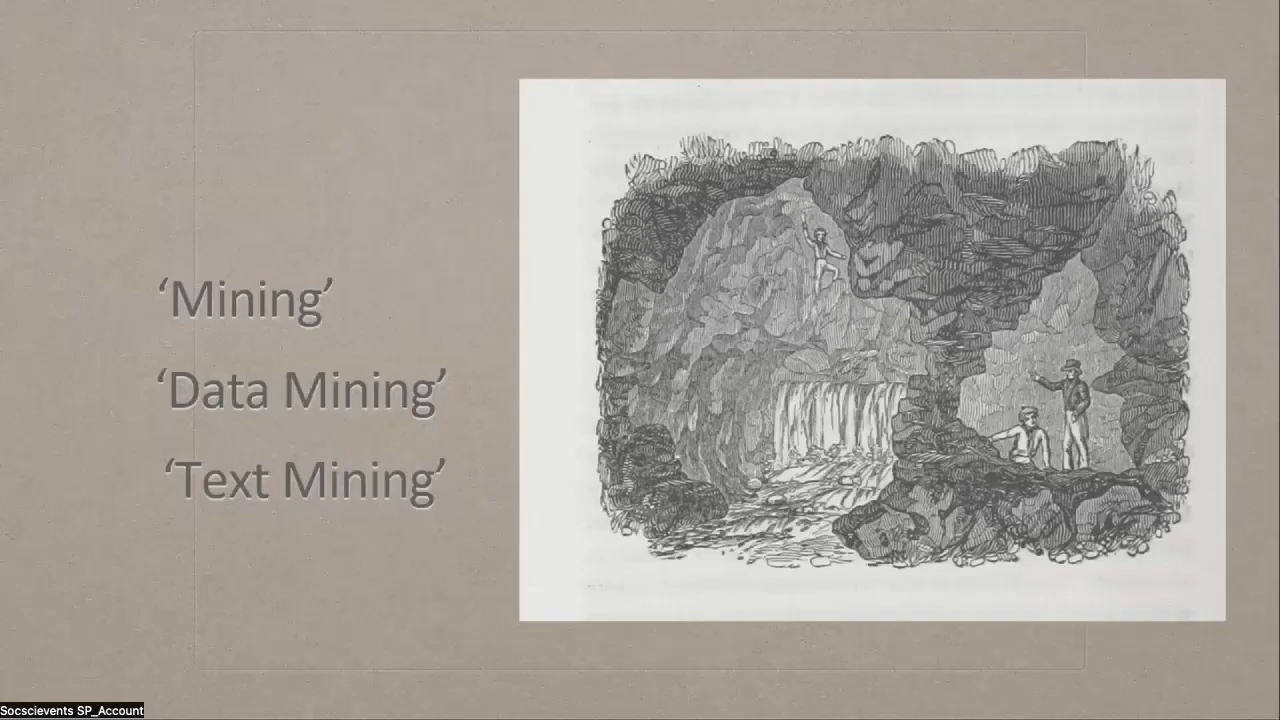 ‘Mining’
‘Data Mining’
‘Text Mining’
Socscievents SP_Account